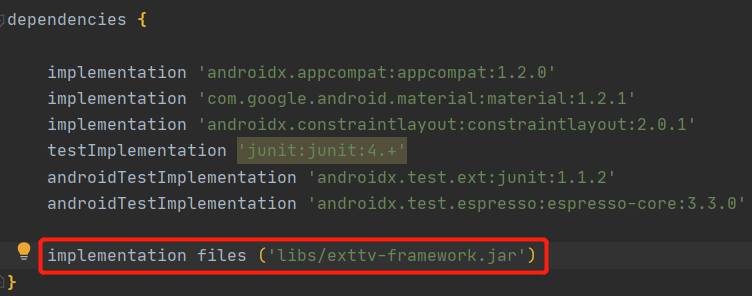 dependencies {
implementation 'androidx.appcompat:appcompat:1.2.0'
implementation 'com.google.android.material:material:1.2.1'
implementation 'androidx.constraintlayout:constraintlayout:2.0.1'
testImplementation 'junit:junit:4.+'
androidTestImplementation 'androidx.test.ext:junit:1.1.2'
androidTestImplementation 'androidx.test.espresso:espresso-core:3.3.0'
implementation files ('libs/exttv-framework.jar')
}